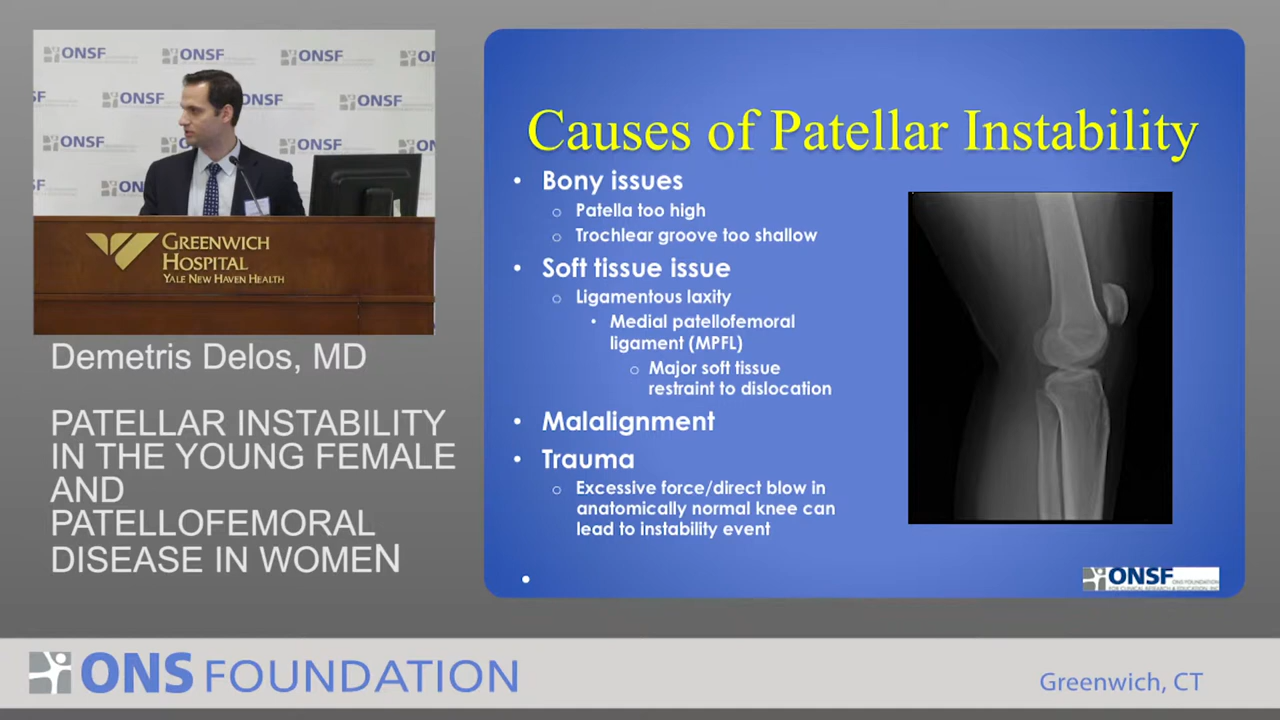 ONSF
ONSF
ONSF
ONSF
ONSF
ONSF
ONSF
ONSF
GREENWICH
HOSPITAL
YALE NEW HAVEN HEALTH
Demetris Delos, MD
PATELLAR INSTABILITY
IN THE YOUNG FEMALE
AND
PATELLOFEMORAL
DISEASE IN WOMEN
Causes of Patellar Instability
• Bony issues
○ Patella too high
○ Trochlear groove too shallow
• Soft tissue issue
○ Ligamentous laxity
• Medial patellofemoral
ligament (MPFL)
○ Major soft tissue
restraint to dislocation
• Malalignment
• Trauma
○ Excessive force/direct blow in
anatomically normal knee can
lead to instability event
•
ONSF
ONS FOUNDATION
Greenwich, CT